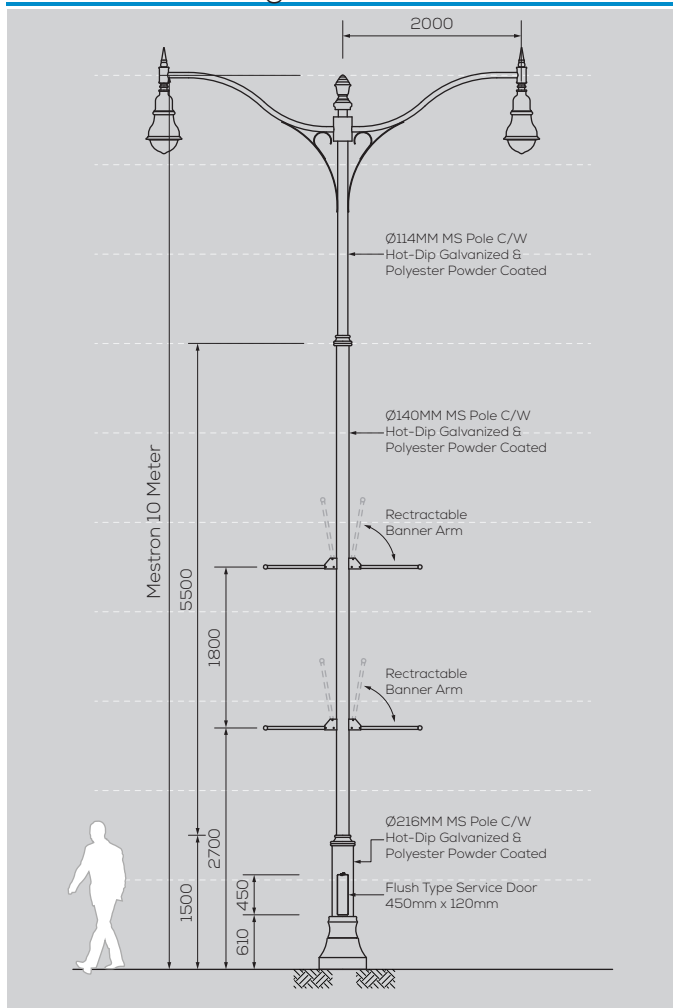 2000
Ø114MM MS Pole C/W
Hot-Dip Galvanized &
Polyester Powder Coated
Ø140MM MS Pole C/W
Hot-Dip Galvanized &
Polyester Powder Coated
Mestron 10 Meter
Rectractable
Banner Arm
5500
1800
Rectractable
Banner Arm
Ø216MM MS Pole C/W
Hot-Dip Galvanized &
Polyester Powder Coated
2700
1500
450
Flush Type Service Door
450mm x 120mm
610